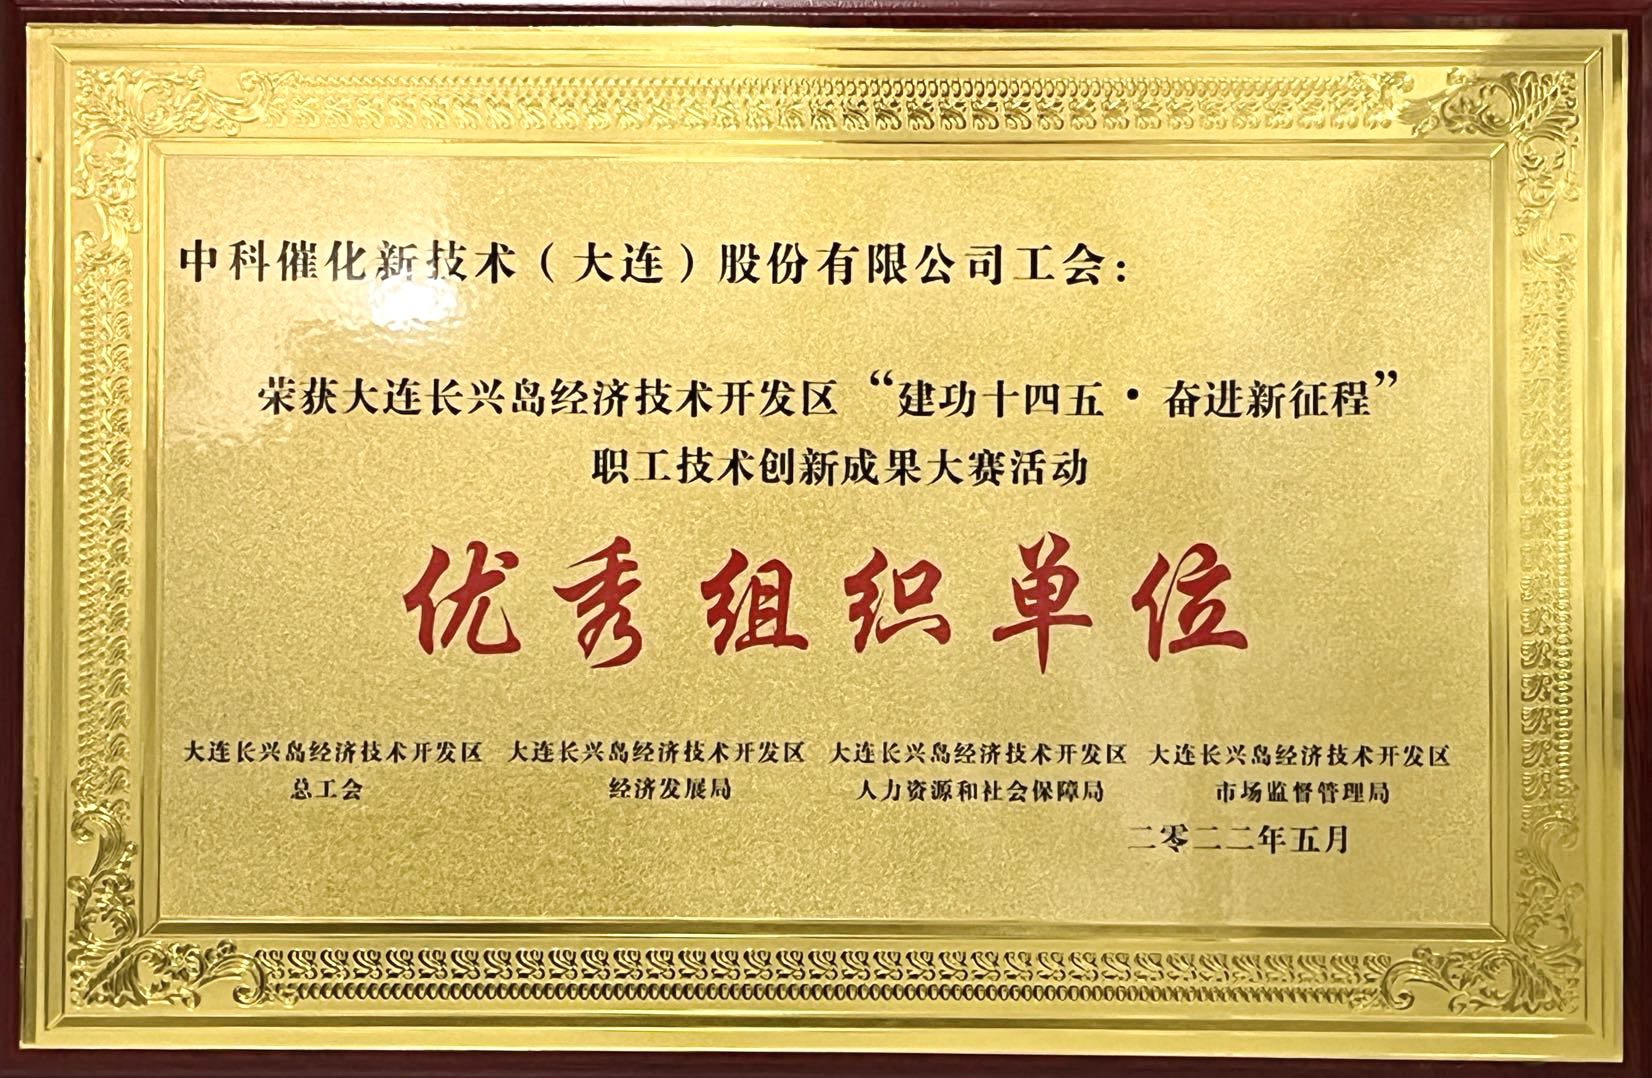 中科催化新技术（大连）股份有限公司工会：
荣获大连长兴岛经济技术开发区“建功十四五·奋进新征程”
职工技术创新成果大赛活动
优秀组织单位
大连长兴岛经济技术开发区 大连长兴岛经济技术开发区 大连长兴岛经济技术开发区 大连长兴岛经济技术开发区
总工会 经济发展局 人力资源和社会保障局 市场监督管理局
二零二二年五月